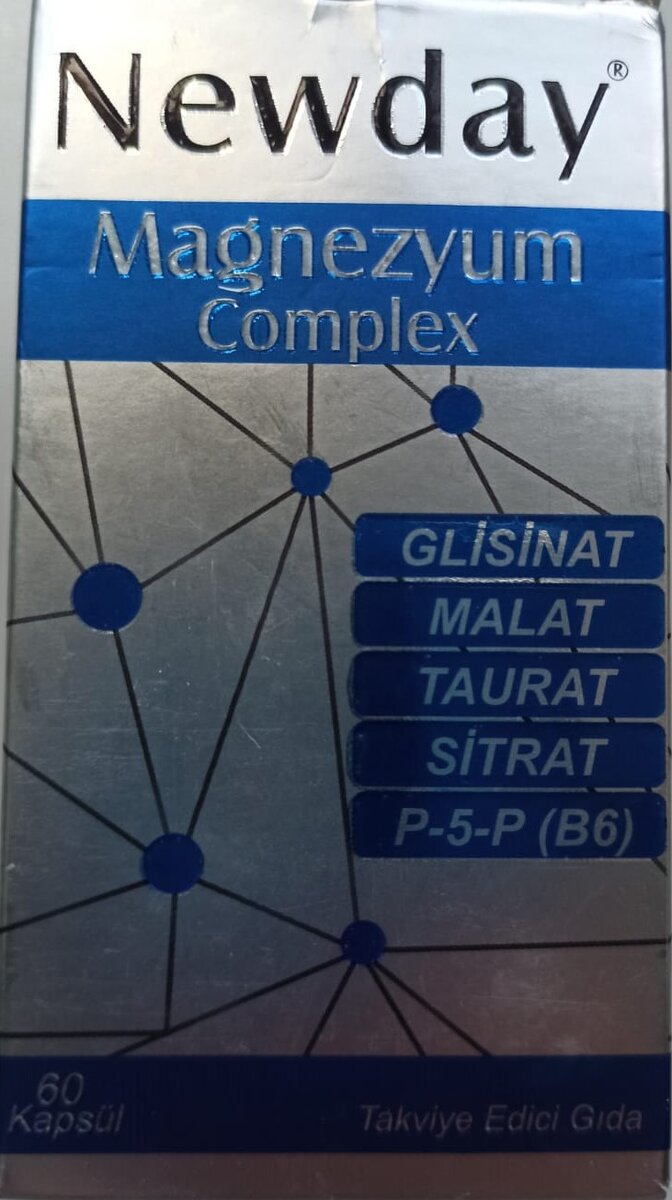 Newday®
Magnezyum
Complex
GLİSİNAT
MALAT
TAURAT
SİTRAT
P-5-P (B6)
60
Kapsül
Takviye Edici Gıda